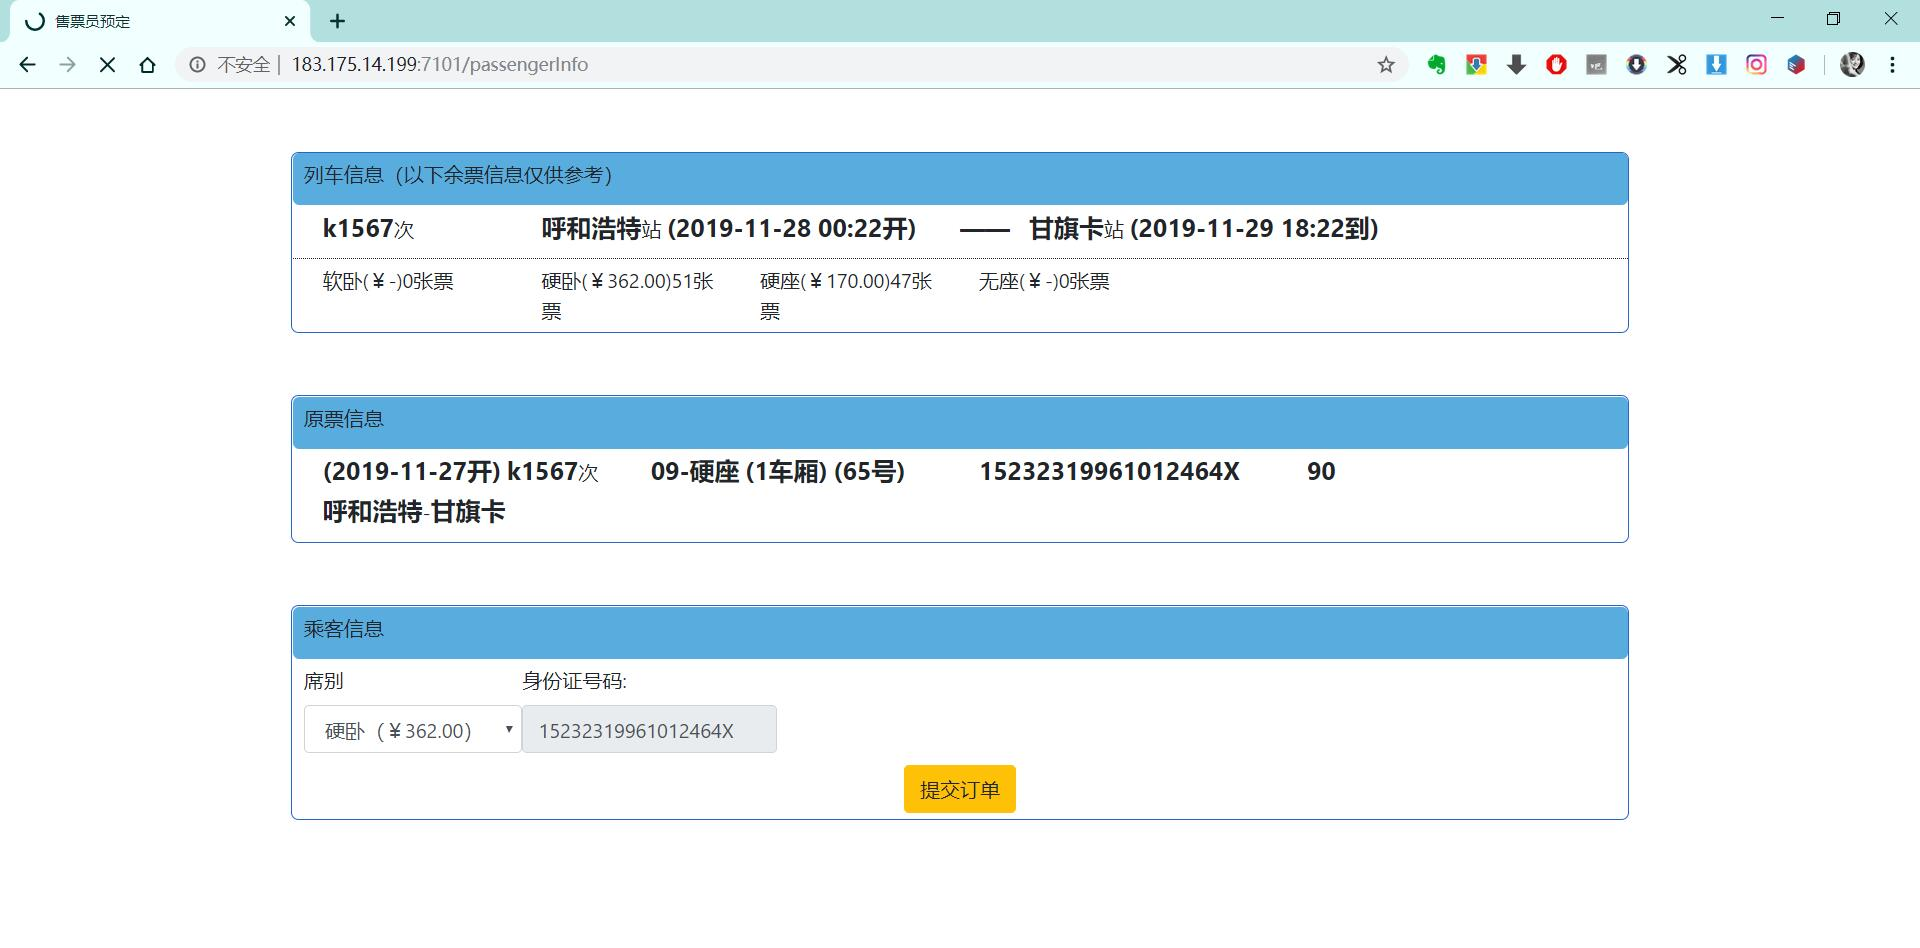 售票员预定
不安全 | 183.175.14.199:7101/passengerInfo
列车信息（以下余票信息仅供参考）
k1567次 呼和浩特站 (2019-11-28 00:22开) —— 甘旗卡站 (2019-11-29 18:22到)
软卧(￥-)0张票 硬卧(￥362.00)51张 硬座(￥170.00)47张 无座(￥-)0张票
票 票
原票信息
(2019-11-27开) k1567次 09-硬座 (1车厢) (65号) 15232319961012464X 90
呼和浩特-甘旗卡
乘客信息
席别 身份证号码:
硬卧（￥362.00） 15232319961012464X
提交订单